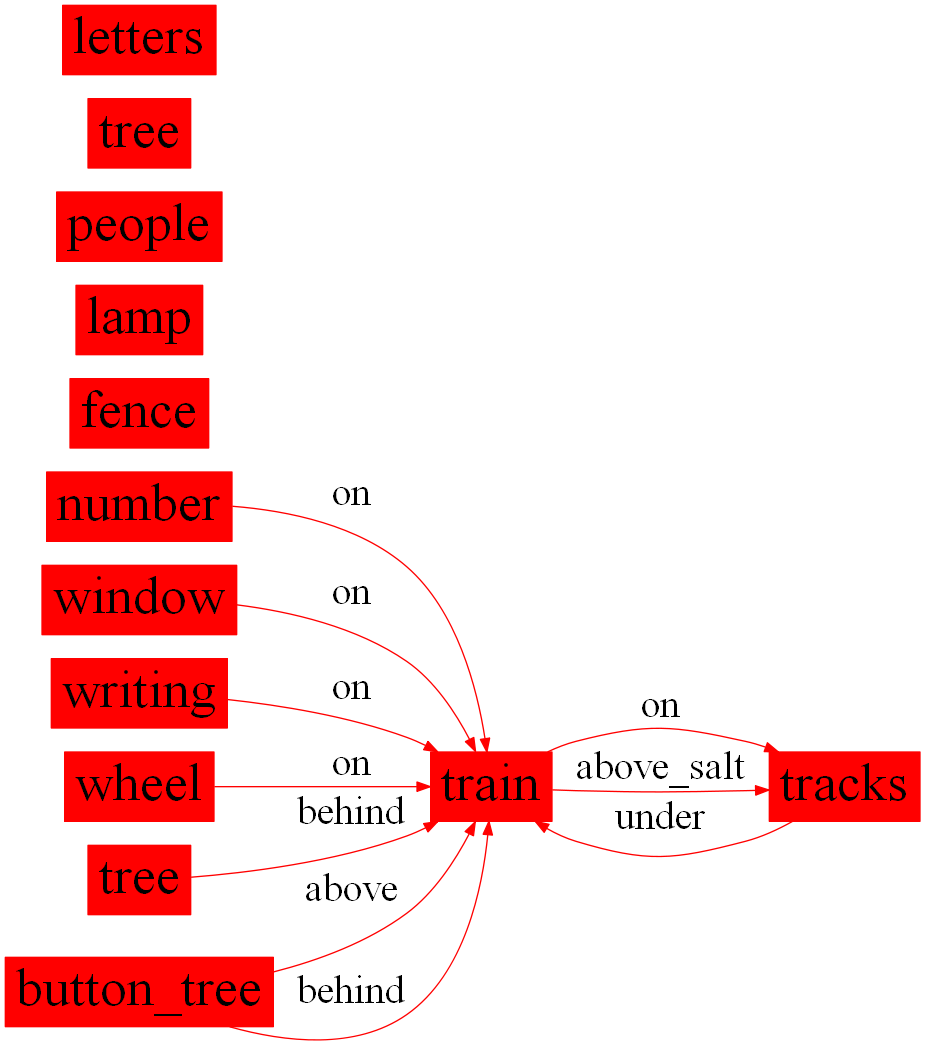 letters
tree
people
lamp
fence
number
on
window
on
writing
on
on
wheel
on
train
above_salt
tracks
behind
under
tree
above
button_tree
behind